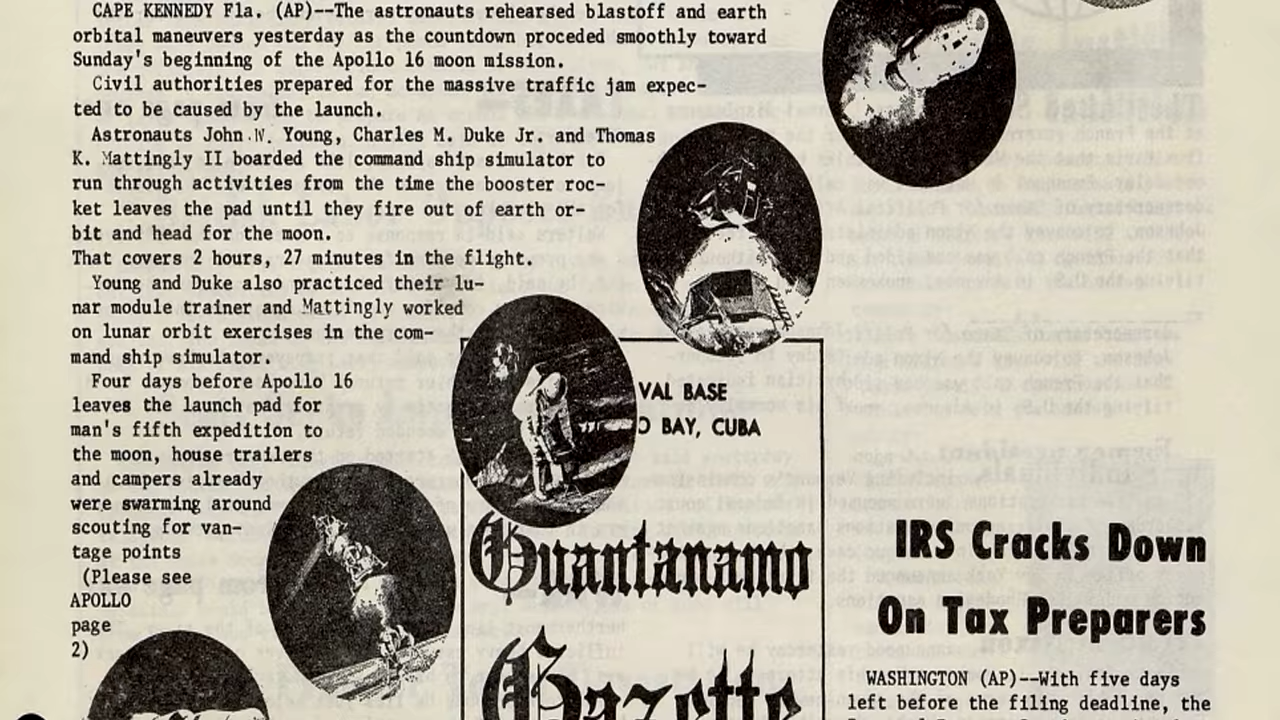 CAPE KENNEDY Fla. (AP)--The astronauts rehearsed blastoff and earth
orbital maneuvers yesterday as the countdown proceded smoothly toward
Sunday's beginning of the Apollo 16 moon mission.
Civil authorities prepared for the massive traffic jam expec-
ted to be caused by the launch.
Astronauts John W. Young, Charles M. Duke Jr. and Thomas
K. Mattingly II boarded the command ship simulator to
run through activities from the time the booster roc-
ket leaves the pad until they fire out of earth or-
bit and head for the moon.
That covers 2 hours, 27 minutes in the flight.
Young and Duke also practiced their lu-
nar module trainer and Mattingly worked
on lunar orbit exercises in the com-
mand ship simulator.
Four days before Apollo 16
leaves the launch pad for
man's fifth expedition to
the moon, house trailers
and campers already
were swarming around
scouting for van-
tage points
(Please see
APOLLO
page
2)
VAL BASE
O BAY, CUBA
Guantanamo
Gazette
IRS Cracks Down
On Tax Preparers
WASHINGTON (AP)--With five days
left before the filing deadline, the